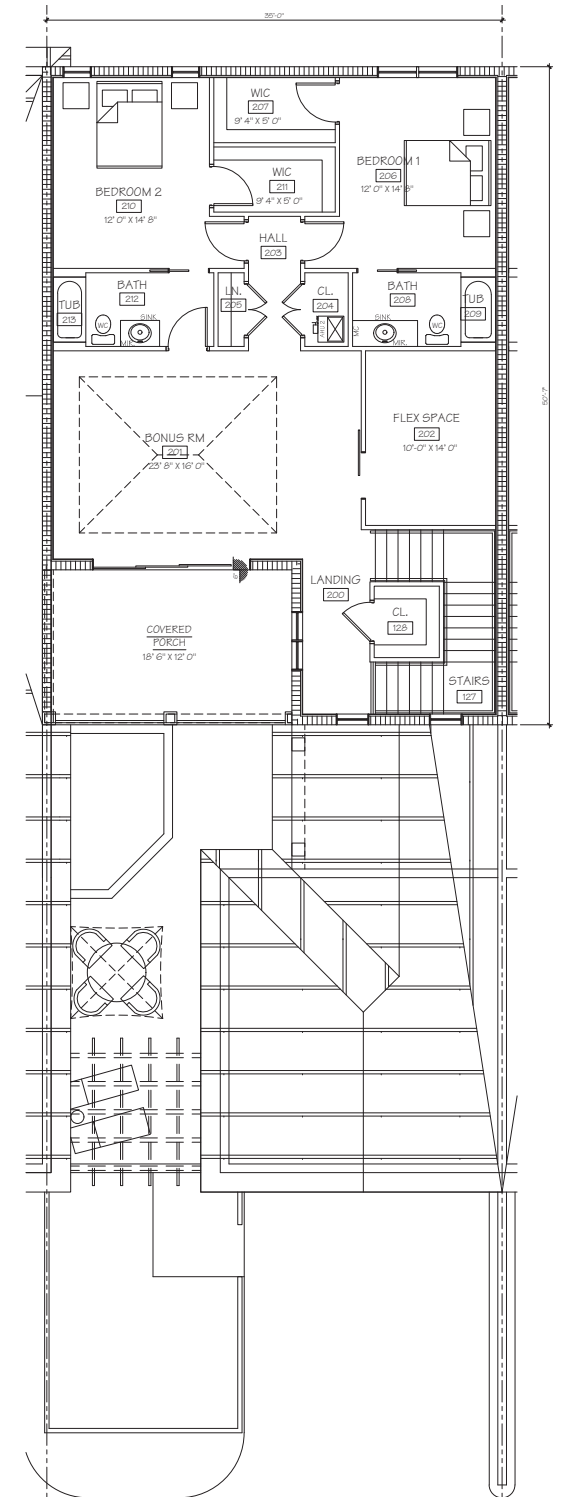 35'-0"
WIC
207
9' 4" X 5' 0"
BEDROOM 1
206
12' 0" X 14' 8"
WIC
211
9' 4" X 5' 0"
BEDROOM 2
210
12' 0" X 14' 8"
HALL
203
BATH
212
LN.
205
CL.
204
BATH
208
TUB
213
WC
SINK
MIR.
MC
SINK
MIR.
WC
TUB
209
50'-7"
BONUS RM
201
23' 8" X 16' 0"
FLEX SPACE
202
10'-0" X 14' 0"
LANDING
200
CL.
128
COVERED
PORCH
18' 6" X 12' 0"
STAIRS
127